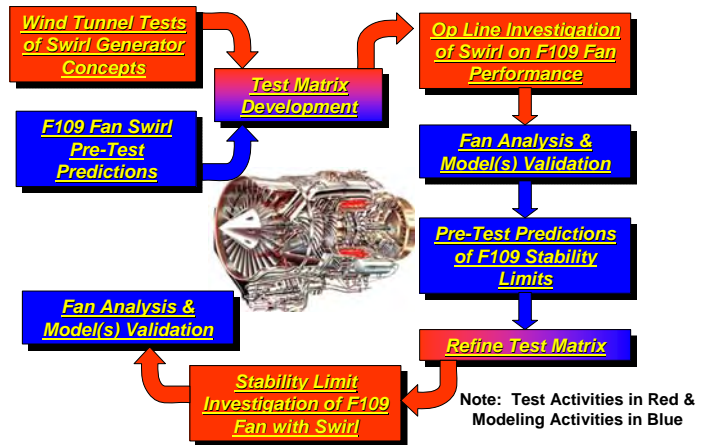 Wind Tunnel Tests
of Swirl Generator
Concepts
Test Matrix
Development
Op Line Investigation
of Swirl on F109 Fan
Performance
F109 Fan Swirl
Pre-Test
Predictions
Fan Analysis &
Model(s) Validation
Pre-Test Predictions
of F109 Stability
Limits
Refine Test Matrix
Stability Limit
Investigation of F109
Fan with Swirl
Fan Analysis &
Model(s) Validation
Note: Test Activities in Red &
Modeling Activities in Blue